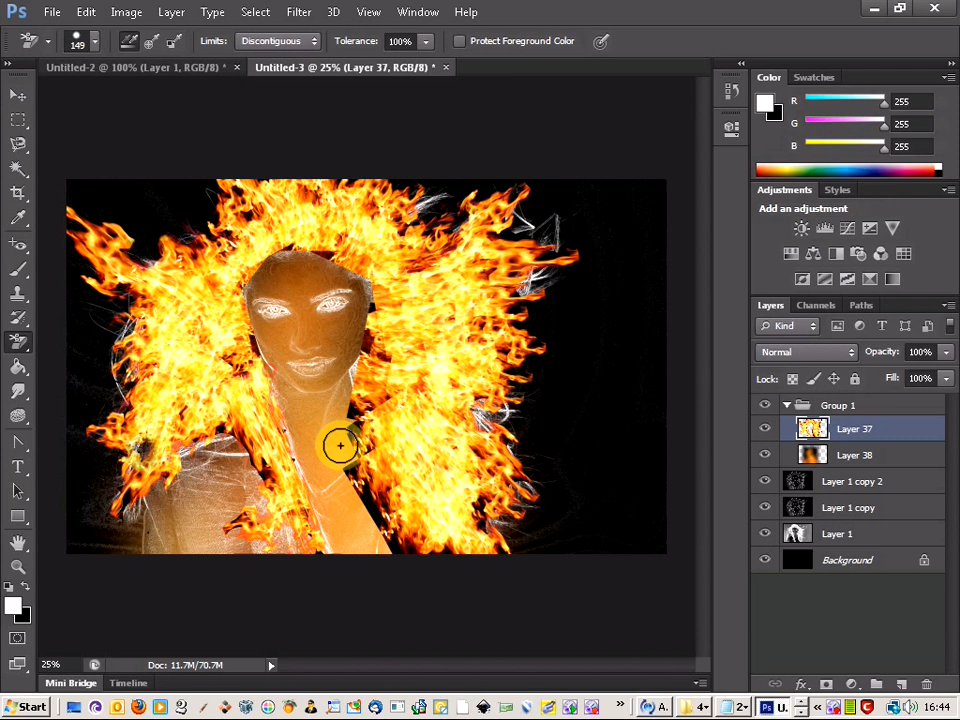 Ps File Edit Image Layer Type Select Filter 3D View Window Help
149 Limits: Discontiguous Tolerance: 100% Protect Foreground Color
Untitled-2 @ 100% (Layer 1, RGB/8) * × Untitled-3 @ 25% (Layer 37, RGB/8) * ×
Color Swatches
R 255
G 255
B 255
Adjustments Styles
Add an adjustment
Layers Channels Paths
Kind
Normal Opacity: 100%
Lock: Fill: 100%
Group 1
Layer 37
Layer 38
Layer 1 copy 2
Layer 1 copy
Layer 1
Background
25% Doc: 11.7M/70.7M
Mini Bridge Timeline
Start A. 4 2 U. 16:44